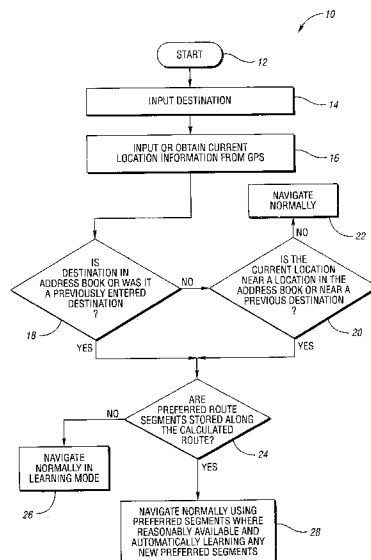 10
START
12
INPUT DESTINATION
14
INPUT OR OBTAIN CURRENT
LOCATION INFORMATION FROM GPS
16
NAVIGATE
NORMALLY
22
NO
IS
DESTINATION IN
ADDRESS BOOK OR WAS IT
A PREVIOUSLY ENTERED
DESTINATION
?
18
NO
IS THE
CURRENT LOCATION
NEAR A LOCATION IN THE
ADDRESS BOOK OR NEAR A
PREVIOUS DESTINATION
?
20
YES
YES
ARE
PREFERRED ROUTE
SEGMENTS STORED ALONG
THE CALCULATED
ROUTE?
24
NO
YES
NAVIGATE
NORMALLY IN
LEARNING MODE
26
NAVIGATE NORMALLY USING
PREFERRED SEGMENTS WHERE
REASONABLY AVAILABLE AND
AUTOMATICALLY LEARNING ANY
NEW PREFERRED SEGMENTS
28